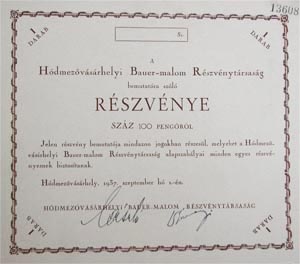 13608
1 DARAB
1 DARAB
Sz.
A
Hódmezővásárhelyi Bauer-malom Részvénytársaság
bemutatóra szóló
RÉSZVÉNYE
SZÁZ 100 PENGŐRŐL
Jelen részvény bemutatója mindazon jogokban részesül, melyeket a Hódmező-
vásárhelyi Bauer-malom Részvénytársaság alapszabályai minden egyes részvé-
nyesnek biztosítanak.
Hódmezővásárhely, 1937. szeptember hó 1-én.
HÓDMEZŐVÁSÁRHELYI BAUER-MALOM RÉSZVÉNYTÁRSASÁG
1 DARAB
1 DARAB